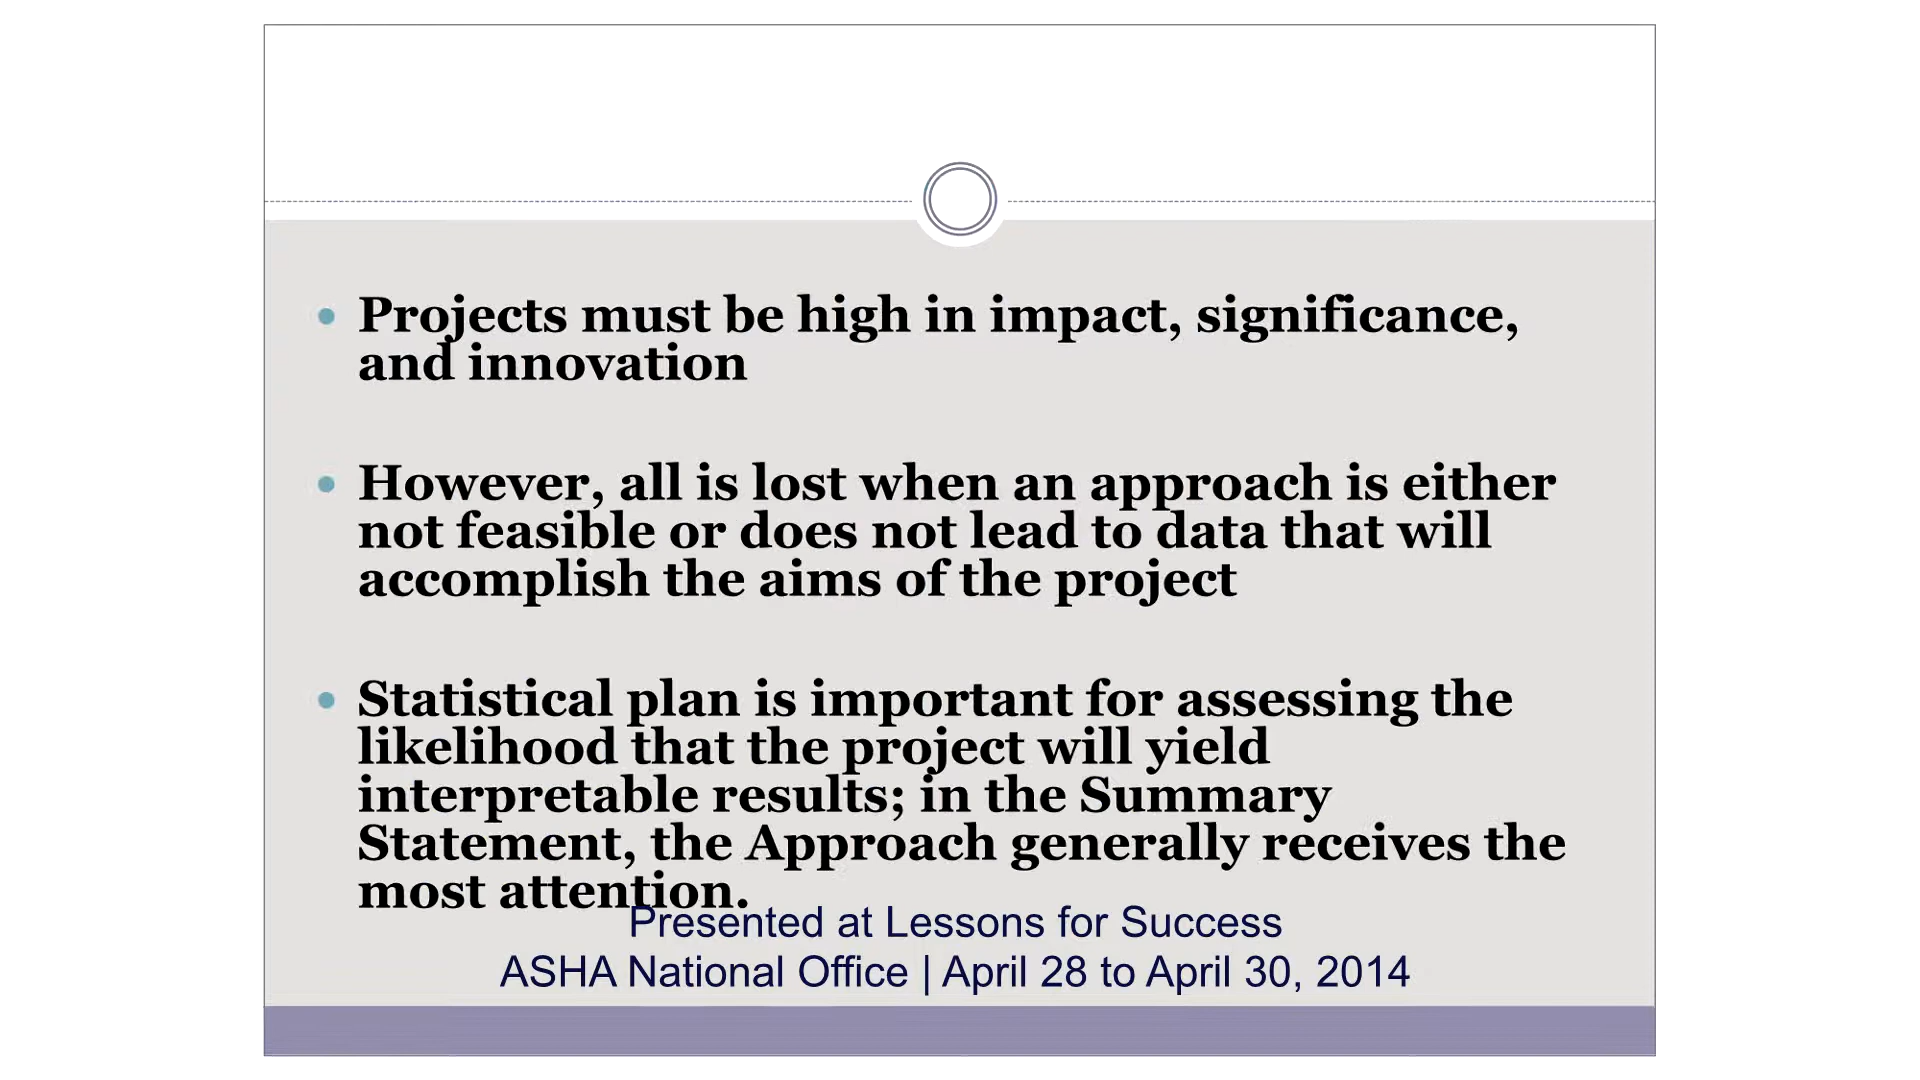 Projects must be high in impact, significance,
and innovation
However, all is lost when an approach is either
not feasible or does not lead to data that will
accomplish the aims of the project
Statistical plan is important for assessing the
likelihood that the project will yield
interpretable results; in the Summary
Statement, the Approach generally receives the
most attention.
Presented at Lessons for Success
ASHA National Office | April 28 to April 30, 2014